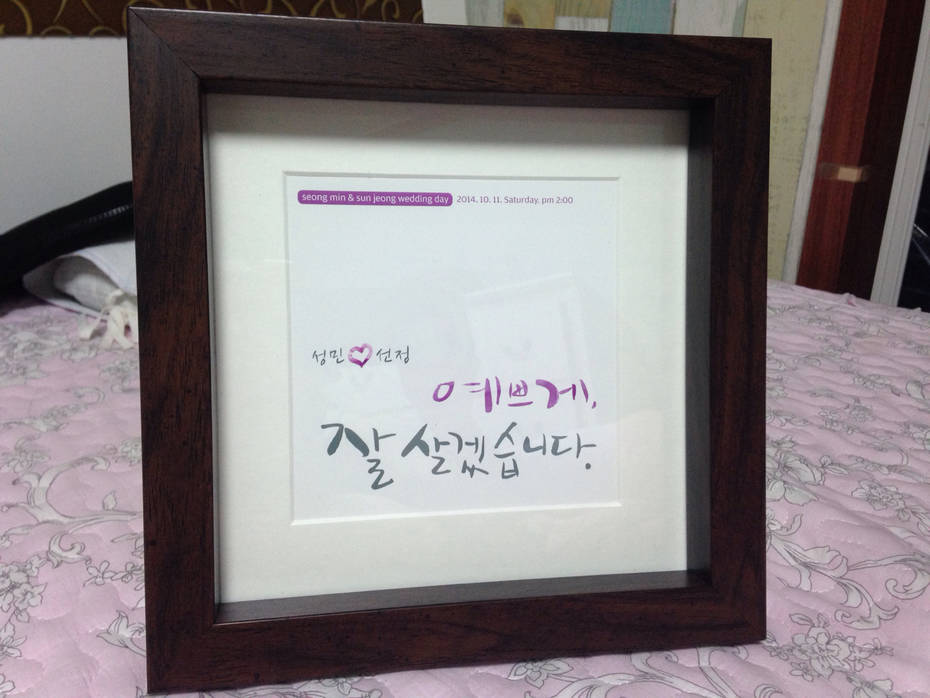 seong min & sun jeong wedding day 2014. 10. 11. Saturday. pm 2:00
성민♡선정
예쁘게,
잘 살겠습니다.